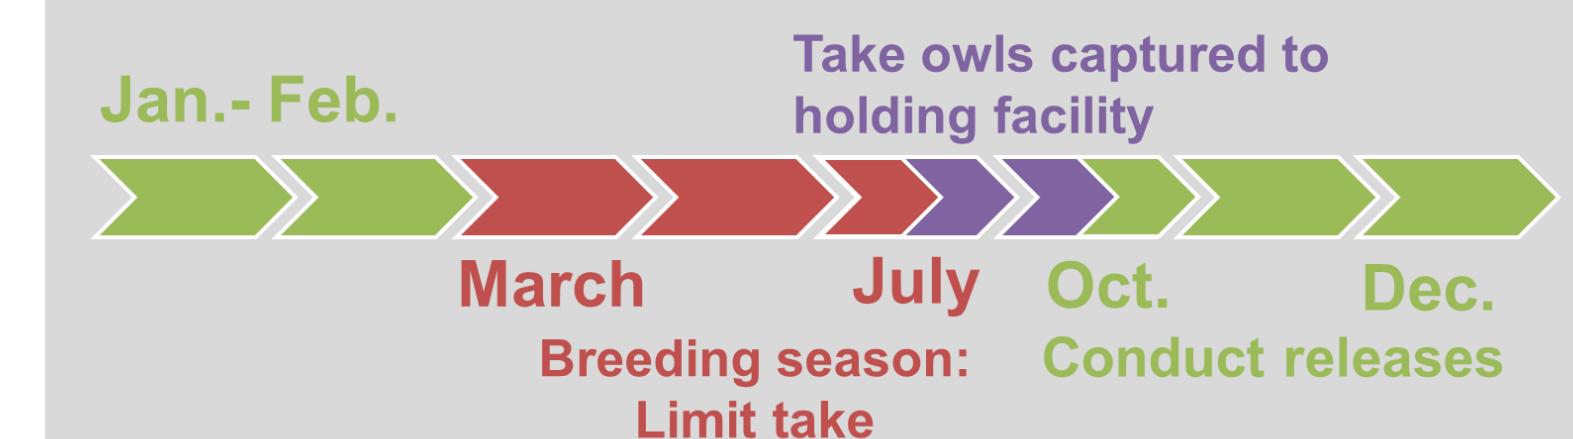 Take owls captured to
holding facility
Jan.- Feb.
March
July
Oct.
Dec.
Breeding season:
Limit take
Conduct releases